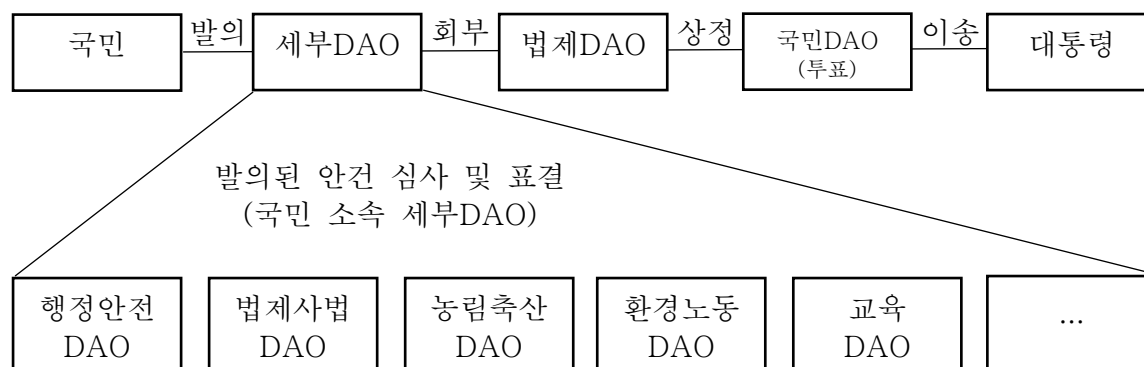 국민
발의
세부DAO
회부
법제DAO
상정
국민DAO
(투표)
이송
대통령
발의된 안건 심사 및 표결
(국민 소속 세부DAO)
행정안전
DAO
법제사법
DAO
농림축산
DAO
환경노동
DAO
교육
DAO
...